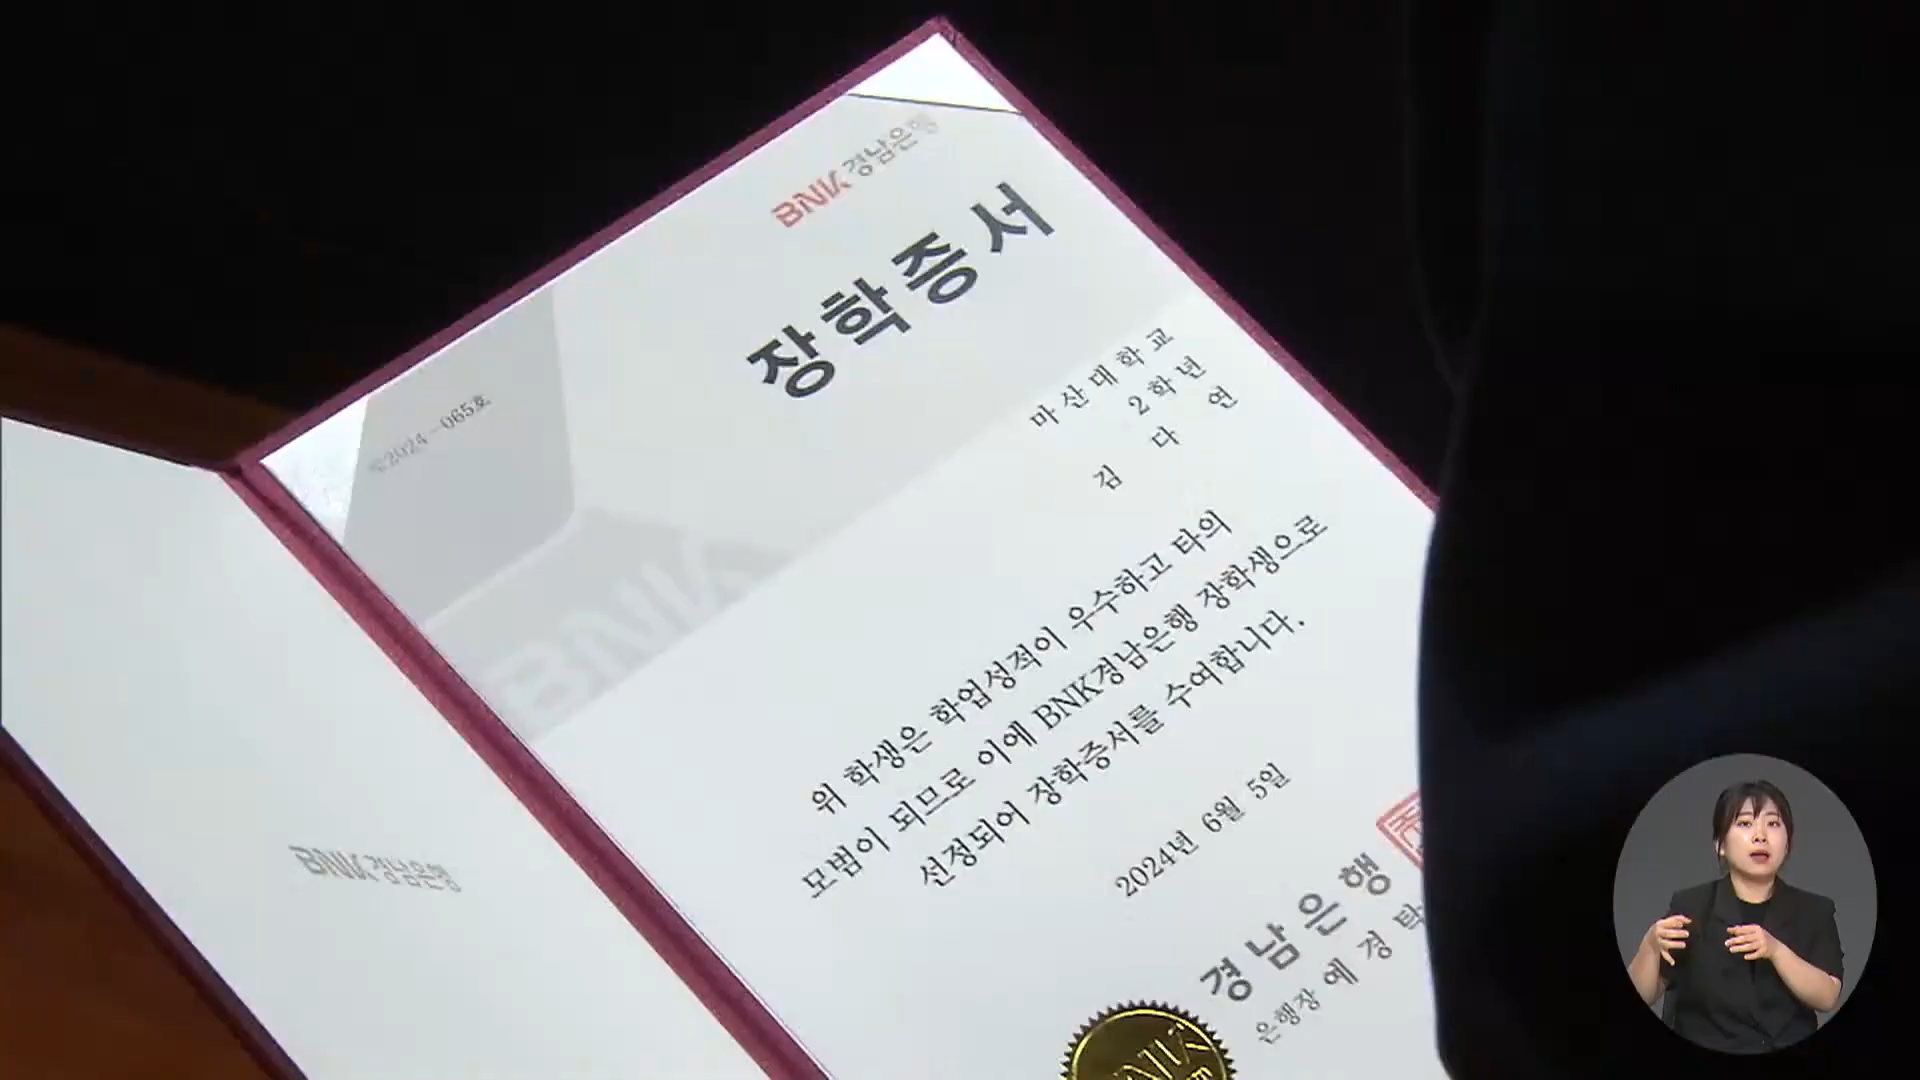 BNK경남은행
장학증서
제2024-065호
마산대학교
2학년
김다연
위 학생은 학업성적이 우수하고 타의
모범이 되므로 이에 BNK경남은행 장학생으로
선정되어 장학증서를 수여합니다.
2024년 6월 5일
경남은행
은행장 예경탁
BNK
BNK경남은행
BNK